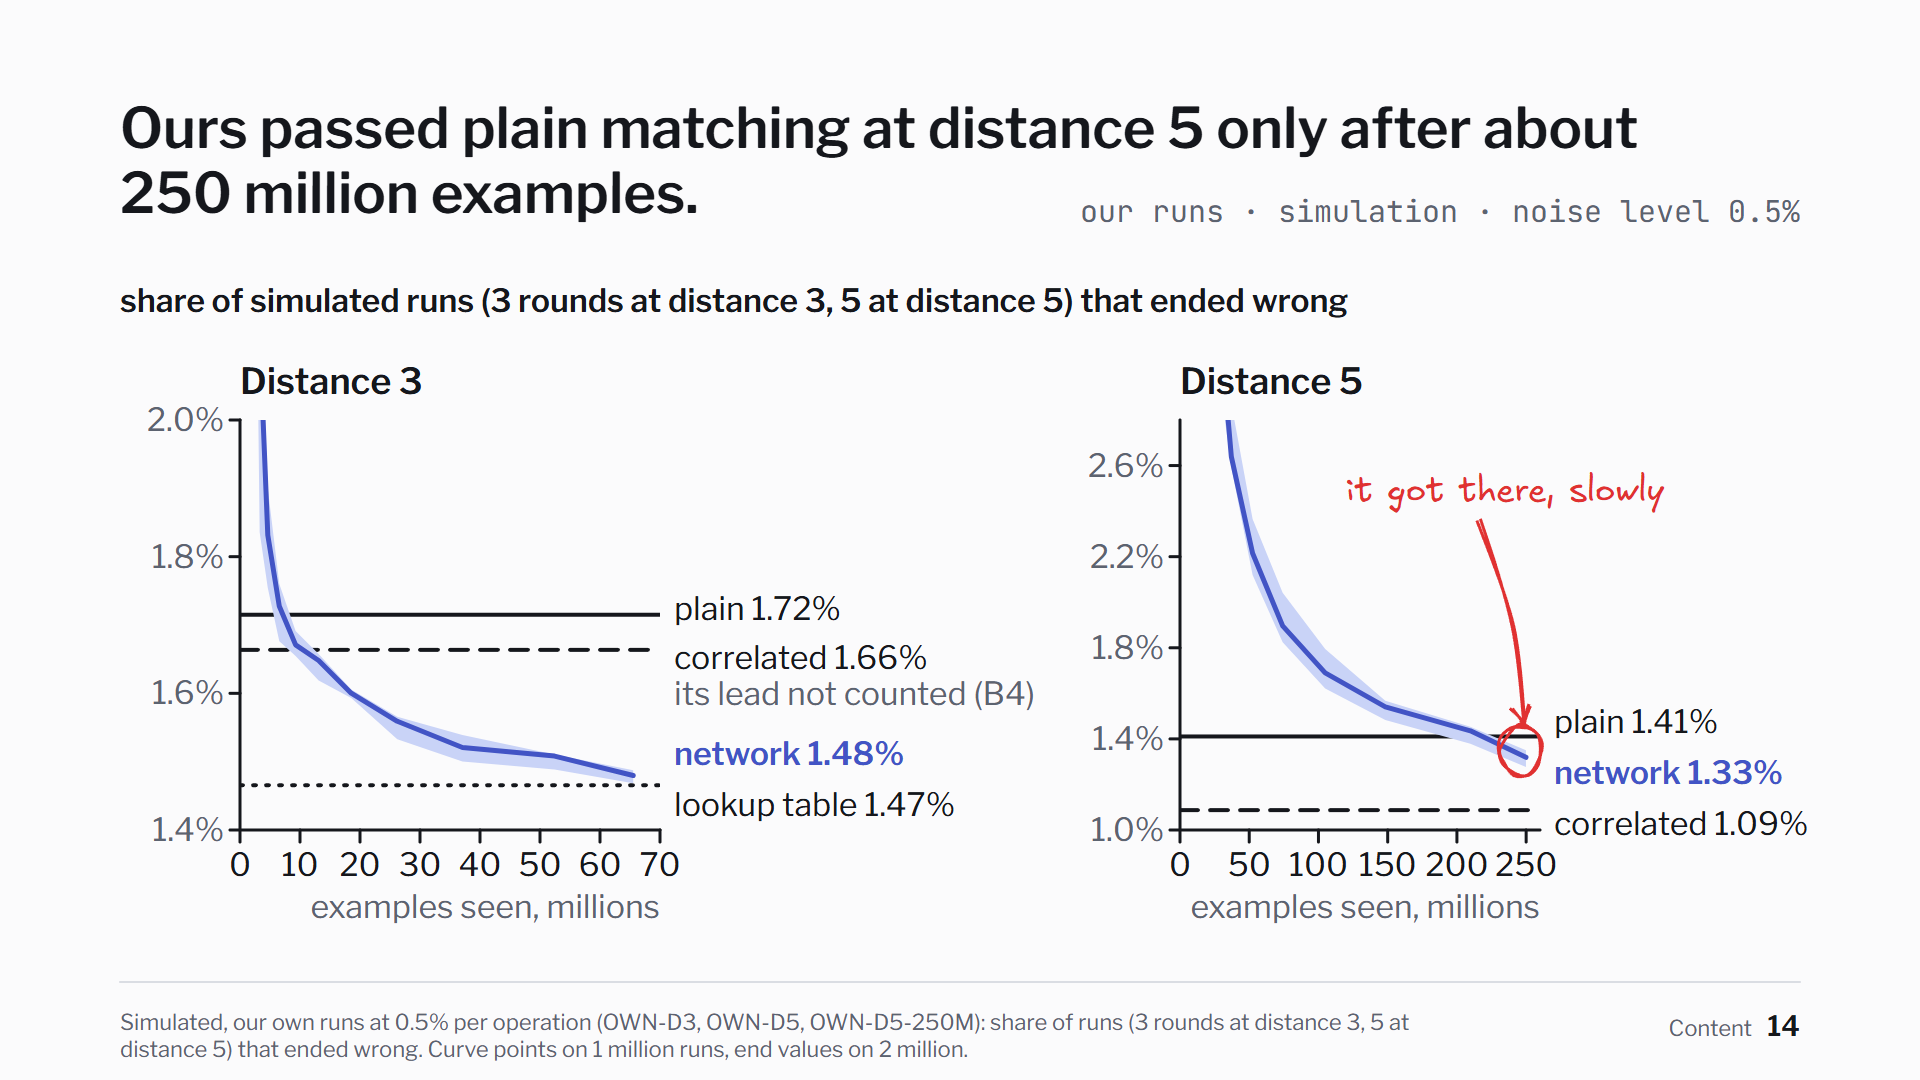 Ours passed plain matching at distance 5 only after about
250 million examples.
our runs · simulation · noise level 0.5%
share of simulated runs (3 rounds at distance 3, 5 at distance 5) that ended wrong
Distance 3
2.0%
1.8%
1.6%
1.4%
0 10 20 30 40 50 60 70
examples seen, millions
plain 1.72%
correlated 1.66%
its lead not counted (B4)
network 1.48%
lookup table 1.47%
Distance 5
2.6%
2.2%
1.8%
1.4%
1.0%
0 50 100 150 200 250
examples seen, millions
it got there, slowly
plain 1.41%
network 1.33%
correlated 1.09%
Simulated, our own runs at 0.5% per operation (OWN-D3, OWN-D5, OWN-D5-250M): share of runs (3 rounds at distance 3, 5 at
distance 5) that ended wrong. Curve points on 1 million runs, end values on 2 million.
Content 14